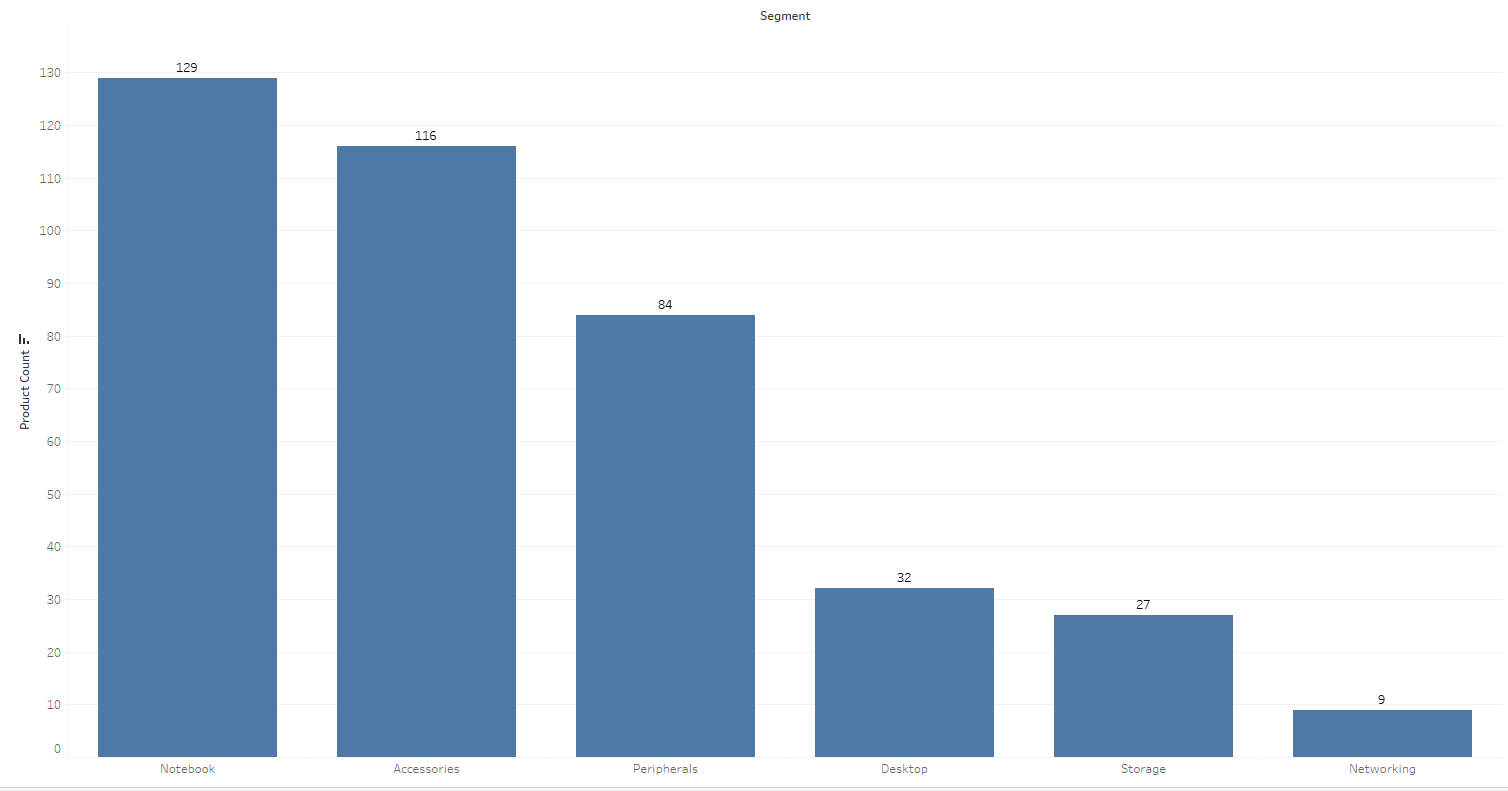 Segment
130
120
110
100
90
80
70
60
50
40
30
20
10
0
Product Count
129
116
84
32
27
9
Notebook
Accessories
Peripherals
Desktop
Storage
Networking